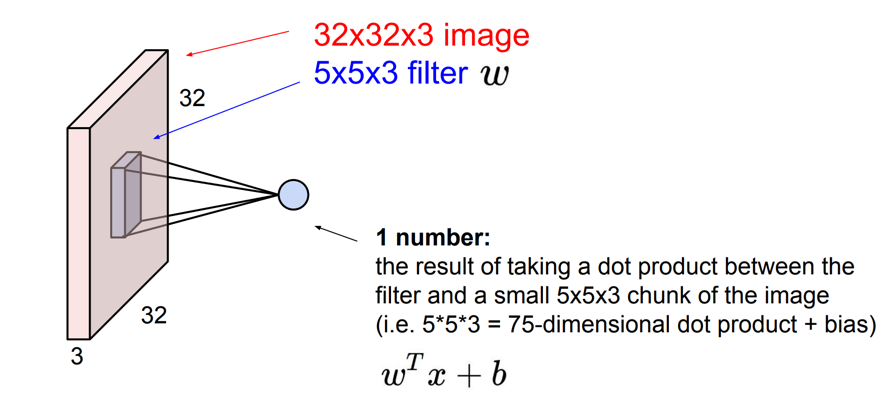 32x32x3 image
5x5x3 filter w
32
32
3
1 number:
the result of taking a dot product between the
filter and a small 5x5x3 chunk of the image
(i.e. 5*5*3 = 75-dimensional dot product + bias)
w^T x + b